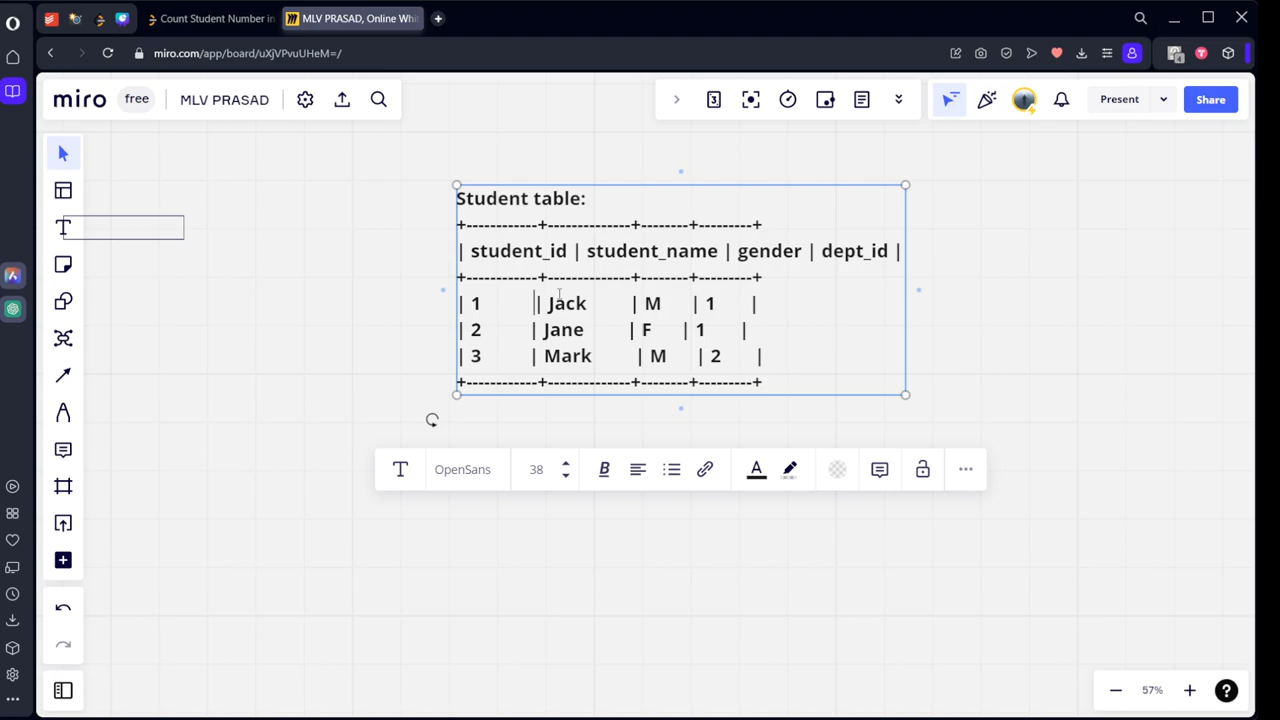 Count Student Number in
MLV PRASAD, Online Whi
miro.com/app/board/uXjVPvuUHeM=/
miro free MLV PRASAD
Present
Share
Student table:
+------------+--------------+--------+---------+
| student_id | student_name | gender | dept_id |
+------------+--------------+--------+---------+
| 1 | Jack | M | 1 |
| 2 | Jane | F | 1 |
| 3 | Mark | M | 2 |
+------------+--------------+--------+---------+
OpenSans 38
57%